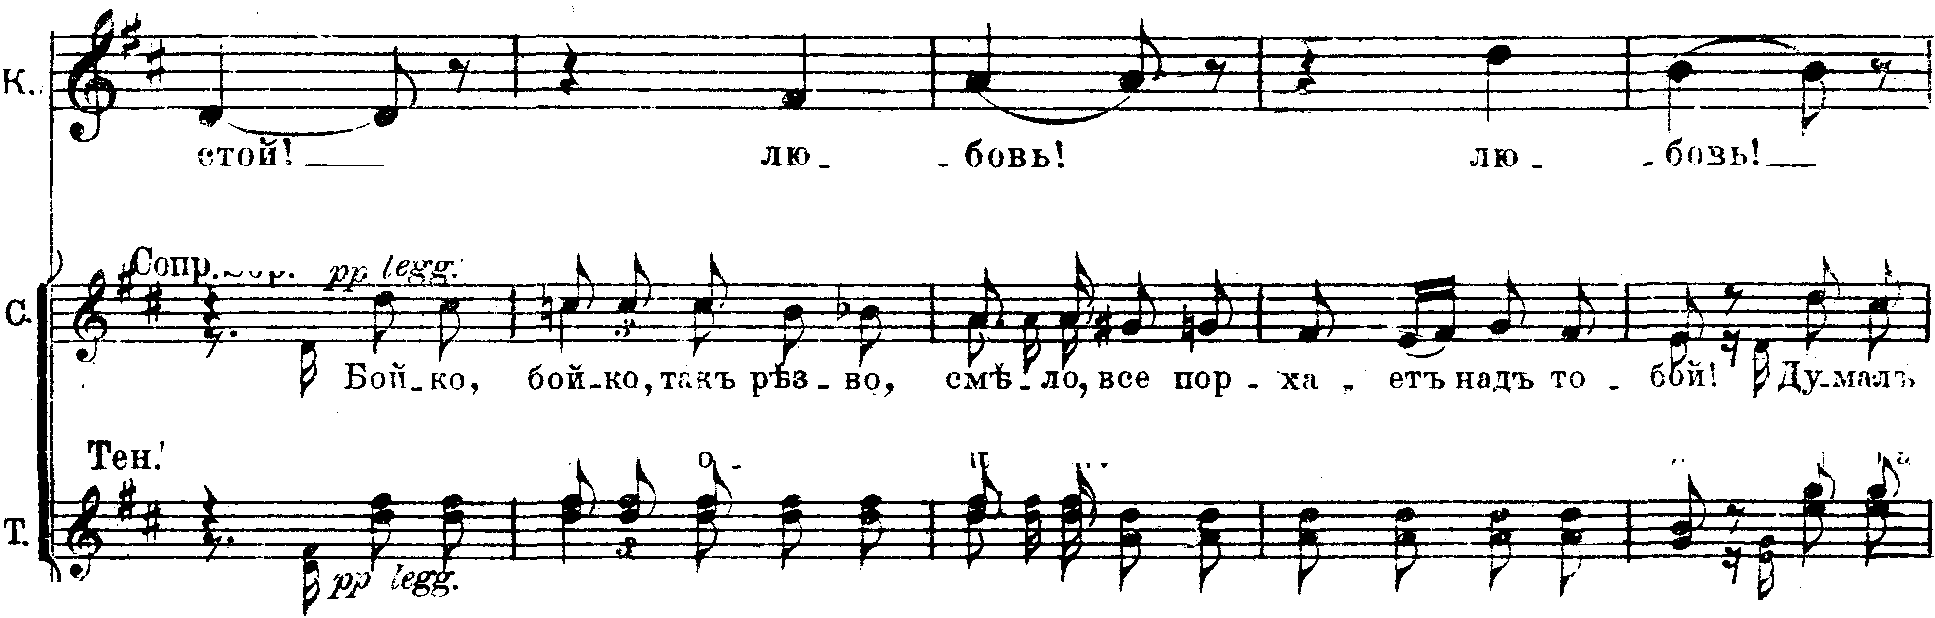 К.
стой! лю - - бовь! лю - - бовь!
Сопр. pp legg.
С.
Бой-ко, бой-ко, такъ рѣз-во, смѣ-ло, все пор-ха-етъ надъ то-бой! Ду-малъ
Тен.
Т.
pp legg.